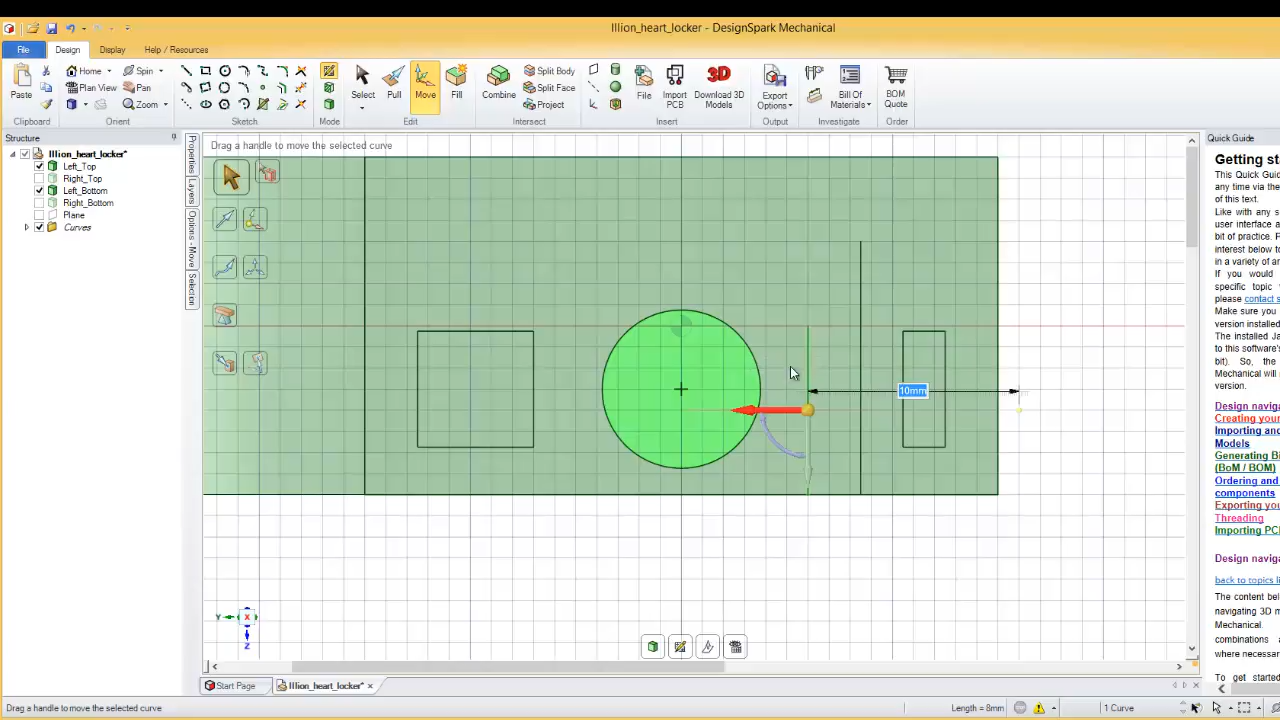 Illion_heart_locker - DesignSpark Mechanical
File Design Display Help / Resources
Paste
Home Spin
Plan View Pan
Zoom
Select Pull Move Fill
Combine
Split Body
Split Face
Project
File Import PCB Download 3D Models
Export Options
Bill of Materials
BOM Quote
Clipboard Orient Sketch Mode Edit Intersect Insert Output Investigate Order
Structure
Illion_heart_locker*
Left_Top
Right_Top
Left_Bottom
Right_Bottom
Plane
Curves
Properties
Layers
Options - Move
Selection
Drag a handle to move the selected curve
10mm
Y X
Z
Quick Guide
Getting sta
This Quick Guid
any time via the
of this text.
Like with any s
user interface a
bit of practice. F
interest below to
in a variety of a
If you would
specific topic
please contact s
Make sure you
version installed
The installed Ja
to this software's
bit). So, the
Mechanical will
version.
Design navig
Creating your
Importing and
Models
Generating Bi
(BoM / BOM)
Ordering and
components
Exporting you
Threading
Importing PC
Design naviga
back to topics li
The content bel
navigating 3D m
Mechanical.
combinations a
where necessar
To get started
Start Page Illion_heart_locker* ×
Drag a handle to move the selected curve
Length = 8mm
1 Curve